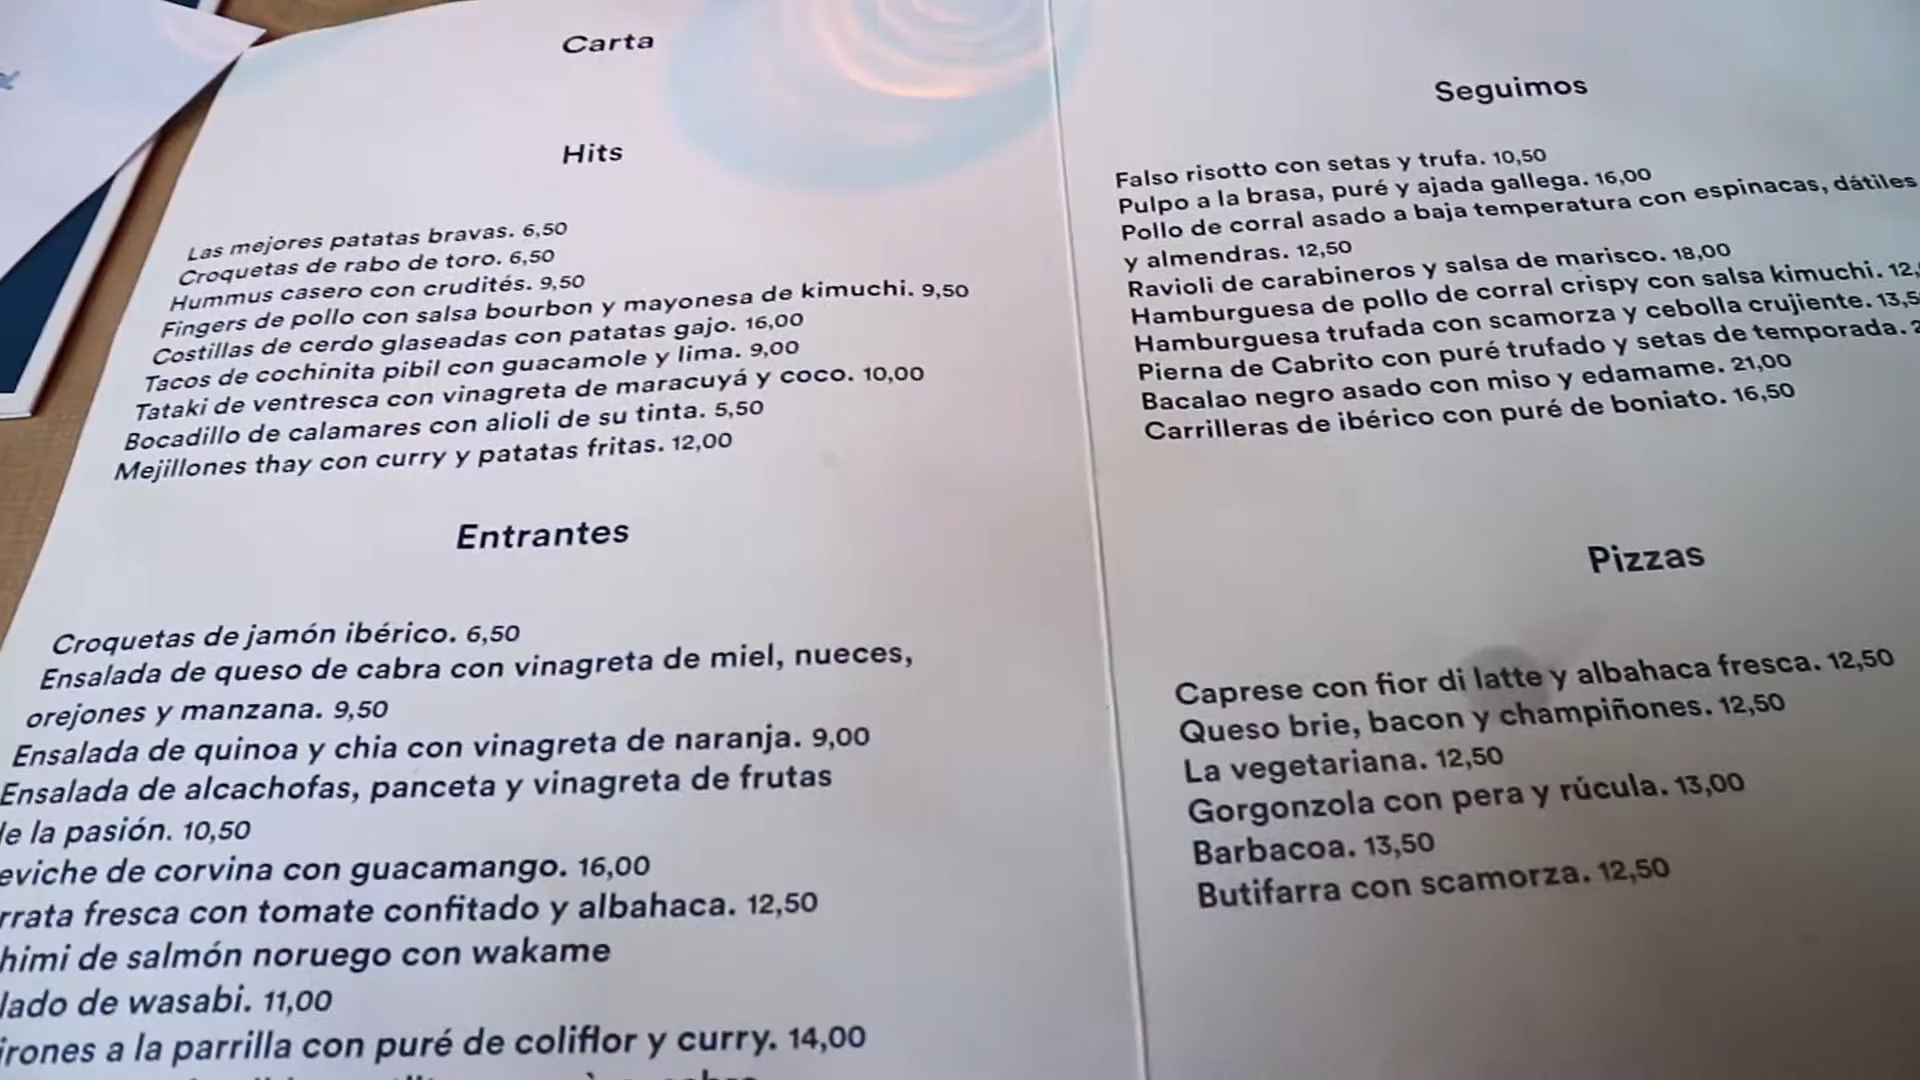 Carta
Hits
Las mejores patatas bravas. 6,50
Croquetas de rabo de toro. 6,50
Hummus casero con crudités. 9,50
Fingers de pollo con salsa bourbon y mayonesa de kimuchi. 9,50
Costillas de cerdo glaseadas con patatas gajo. 16,00
Tacos de cochinita pibil con guacamole y lima. 9,00
Tataki de ventresca con vinagreta de maracuyá y coco. 10,00
Bocadillo de calamares con alioli de su tinta. 5,50
Mejillones thay con curry y patatas fritas. 12,00
Entrantes
Croquetas de jamón ibérico. 6,50
Ensalada de queso de cabra con vinagreta de miel, nueces,
orejones y manzana. 9,50
Ensalada de quinoa y chia con vinagreta de naranja. 9,00
Ensalada de alcachofas, panceta y vinagreta de frutas
de la pasión. 10,50
eviche de corvina con guacamango. 16,00
rrata fresca con tomate confitado y albahaca. 12,50
himi de salmón noruego con wakame
lado de wasabi. 11,00
irones a la parrilla con puré de coliflor y curry. 14,00
Seguimos
Falso risotto con setas y trufa. 10,50
Pulpo a la brasa, puré y ajada gallega. 16,00
Pollo de corral asado a baja temperatura con espinacas, dátiles
y almendras. 12,50
Ravioli de carabineros y salsa de marisco. 18,00
Hamburguesa de pollo de corral crispy con salsa kimuchi. 12,
Hamburguesa trufada con scamorza y cebolla crujiente. 13,5
Pierna de Cabrito con puré trufado y setas de temporada. 2
Bacalao negro asado con miso y edamame. 21,00
Carrilleras de ibérico con puré de boniato. 16,50
Pizzas
Caprese con fior di latte y albahaca fresca. 12,50
Queso brie, bacon y champiñones. 12,50
La vegetariana. 12,50
Gorgonzola con pera y rúcula. 13,00
Barbacoa. 13,50
Butifarra con scamorza. 12,50